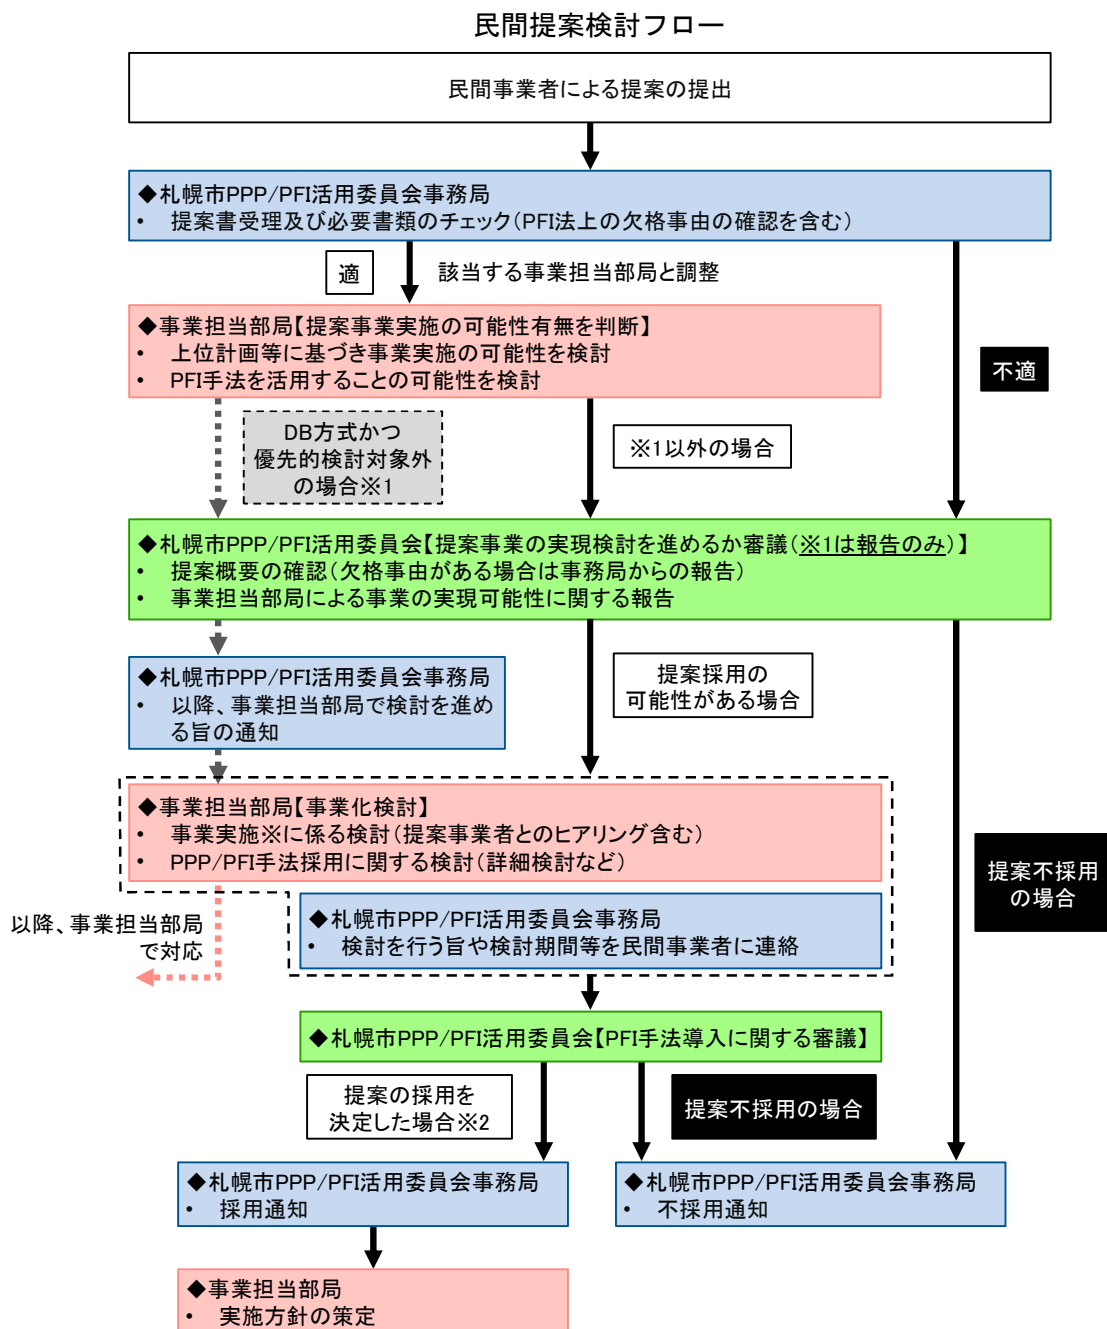 民間提案検討フロー
民間事業者による提案の提出
◆札幌市PPP/PFI活用委員会事務局
• 提案書受理及び必要書類のチェック(PFI法上の欠格事由の確認を含む)
適
該当する事業担当部局と調整
◆事業担当部局【提案事業実施の可能性有無を判断】
• 上位計画等に基づき事業実施の可能性を検討
• PFI手法を活用することの可能性を検討
不適
DB方式かつ
優先的検討対象外
の場合※1
※1以外の場合
◆札幌市PPP/PFI活用委員会【提案事業の実現検討を進めるか審議(※1は報告のみ)】
• 提案概要の確認(欠格事由がある場合は事務局からの報告)
• 事業担当部局による事業の実現可能性に関する報告
◆札幌市PPP/PFI活用委員会事務局
• 以降、事業担当部局で検討を進め
る旨の通知
提案採用の
可能性がある場合
◆事業担当部局【事業化検討】
• 事業実施※に係る検討(提案事業者とのヒアリング含む)
• PPP/PFI手法採用に関する検討(詳細検討など)
提案不採用
の場合
以降、事業担当部局
で対応
◆札幌市PPP/PFI活用委員会事務局
• 検討を行う旨や検討期間等を民間事業者に連絡
◆札幌市PPP/PFI活用委員会【PFI手法導入に関する審議】
提案の採用を
決定した場合※2
提案不採用の場合
◆札幌市PPP/PFI活用委員会事務局
• 採用通知
◆札幌市PPP/PFI活用委員会事務局
• 不採用通知
◆事業担当部局
• 実施方針の策定